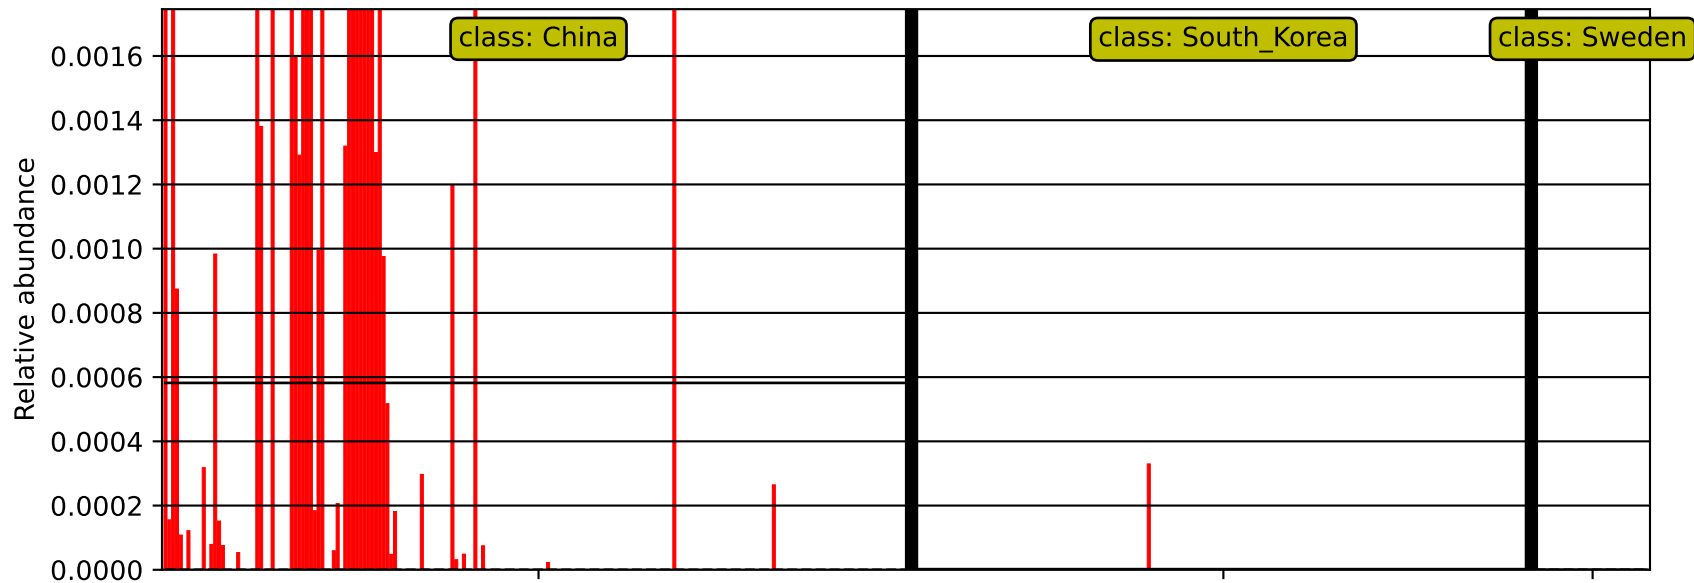 class: China
class: South_Korea
class: Sweden
0.0016
0.0014
0.0012
0.0010
0.0008
0.0006
0.0004
0.0002
0.0000
Relative abundance